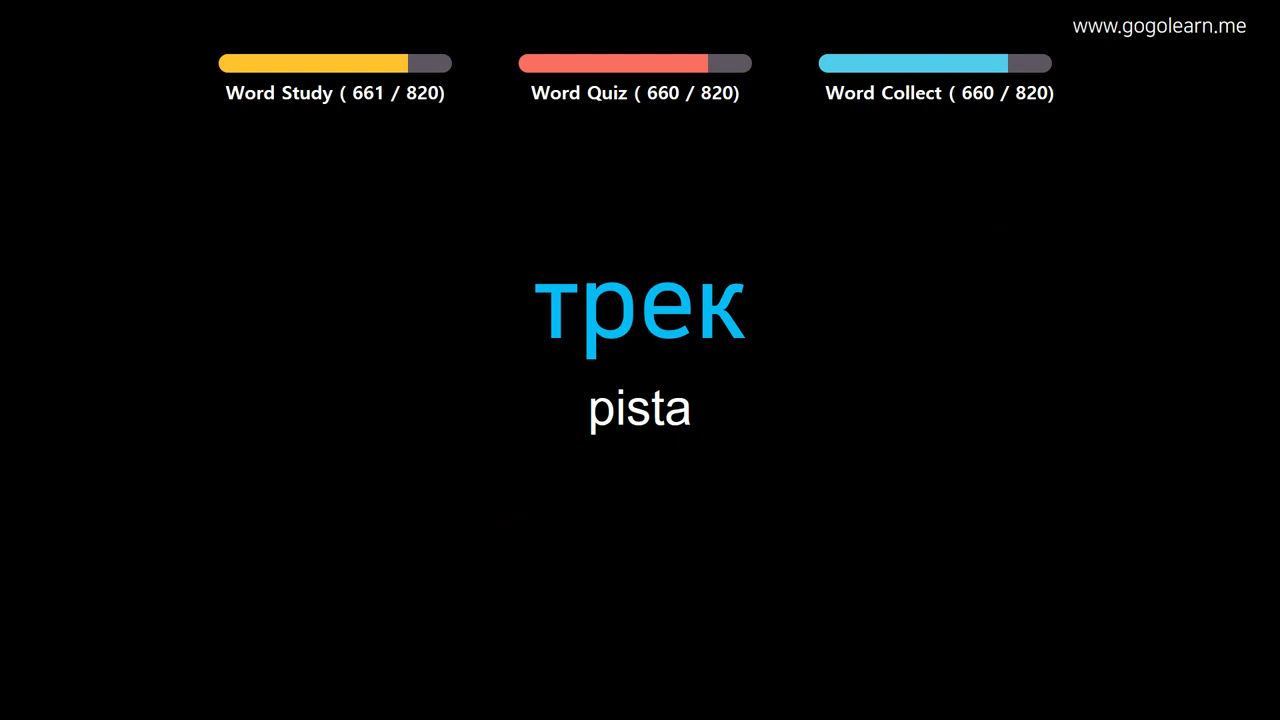 www.gogolearn.me
Word Study ( 661 / 820)
Word Quiz ( 660 / 820)
Word Collect ( 660 / 820)
трек
pista